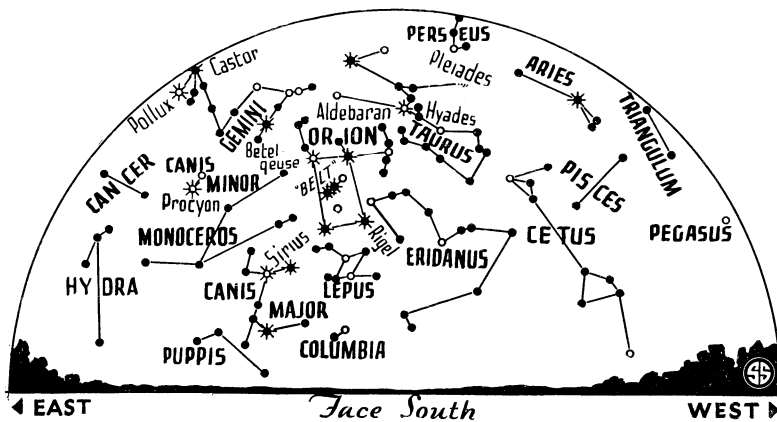 PERSEUS
Castor
Pleiades
ARIES
Pollux
GEMINI
Aldebaran
Hyades
TRIANGULUM
ORION
TAURUS
Betel
geuse
CANIS
MINOR
CANCER
"BELT"
PISCES
Procyon
MONOCEROS
Sirius
Rigel
ERIDANUS
CETUS
PEGASUS
HYDRA
CANIS
MAJOR
LEPUS
PUPPIS
COLUMBIA
SS
EAST Face South WEST